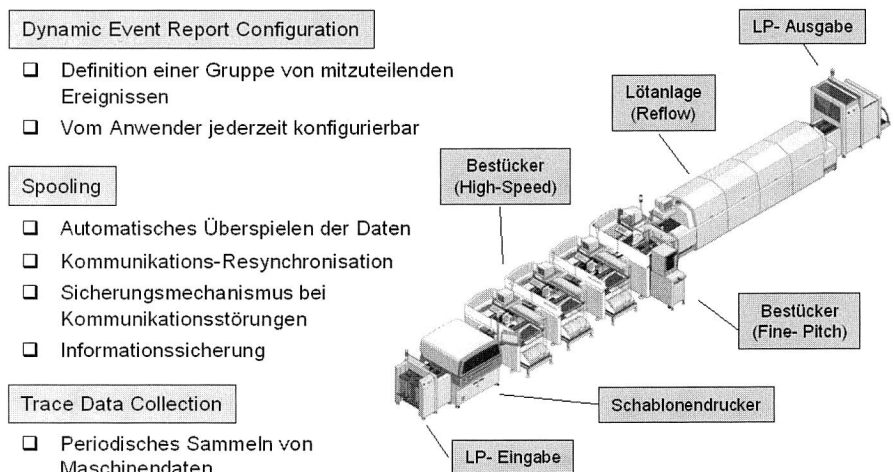 Dynamic Event Report Configuration
❑ Definition einer Gruppe von mitzuteilenden
Ereignissen
❑ Vom Anwender jederzeit konfigurierbar
Spooling
❑ Automatisches Überspielen der Daten
❑ Kommunikations-Resynchronisation
❑ Sicherungsmechanismus bei
Kommunikationsstörungen
❑ Informationssicherung
Trace Data Collection
❑ Periodisches Sammeln von
Maschinendaten
LP- Ausgabe
Lötanlage
(Reflow)
Bestücker
(High-Speed)
Bestücker
(Fine- Pitch)
Schablonendrucker
LP- Eingabe